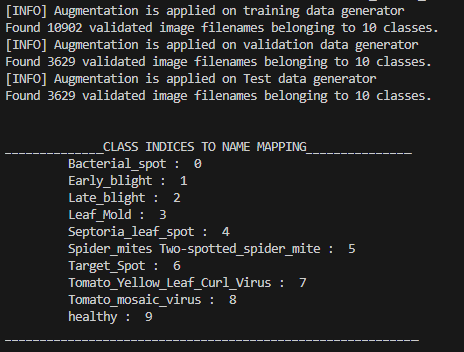 [INFO] Augmentation is applied on training data generator
Found 10902 validated image filenames belonging to 10 classes.
[INFO] Augmentation is applied on validation data generator
Found 3629 validated image filenames belonging to 10 classes.
[INFO] Augmentation is applied on Test data generator
Found 3629 validated image filenames belonging to 10 classes.
______________CLASS INDICES TO NAME MAPPING_______________
Bacterial_spot :  0
Early_blight :  1
Late_blight :  2
Leaf_Mold :  3
Septoria_leaf_spot :  4
Spider_mites Two-spotted_spider_mite :  5
Target_Spot :  6
Tomato_Yellow_Leaf_Curl_Virus :  7
Tomato_mosaic_virus :  8
healthy :  9